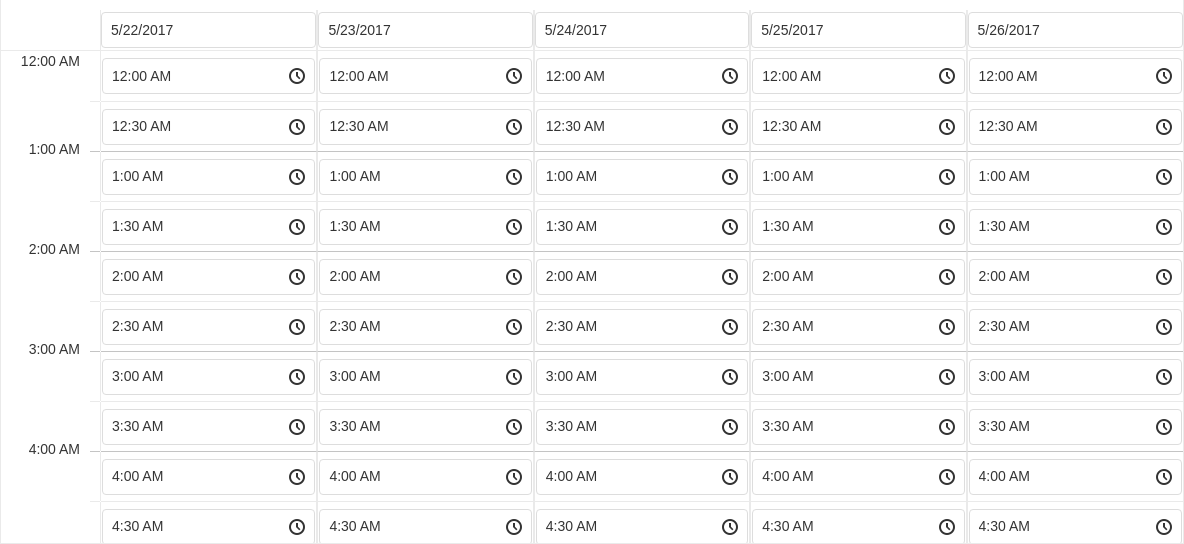 5/22/2017 5/23/2017 5/24/2017 5/25/2017 5/26/2017
12:00 AM
12:00 AM 12:00 AM 12:00 AM 12:00 AM 12:00 AM
12:30 AM 12:30 AM 12:30 AM 12:30 AM 12:30 AM
1:00 AM
1:00 AM 1:00 AM 1:00 AM 1:00 AM 1:00 AM
1:30 AM 1:30 AM 1:30 AM 1:30 AM 1:30 AM
2:00 AM
2:00 AM 2:00 AM 2:00 AM 2:00 AM 2:00 AM
2:30 AM 2:30 AM 2:30 AM 2:30 AM 2:30 AM
3:00 AM
3:00 AM 3:00 AM 3:00 AM 3:00 AM 3:00 AM
3:30 AM 3:30 AM 3:30 AM 3:30 AM 3:30 AM
4:00 AM
4:00 AM 4:00 AM 4:00 AM 4:00 AM 4:00 AM
4:30 AM 4:30 AM 4:30 AM 4:30 AM 4:30 AM